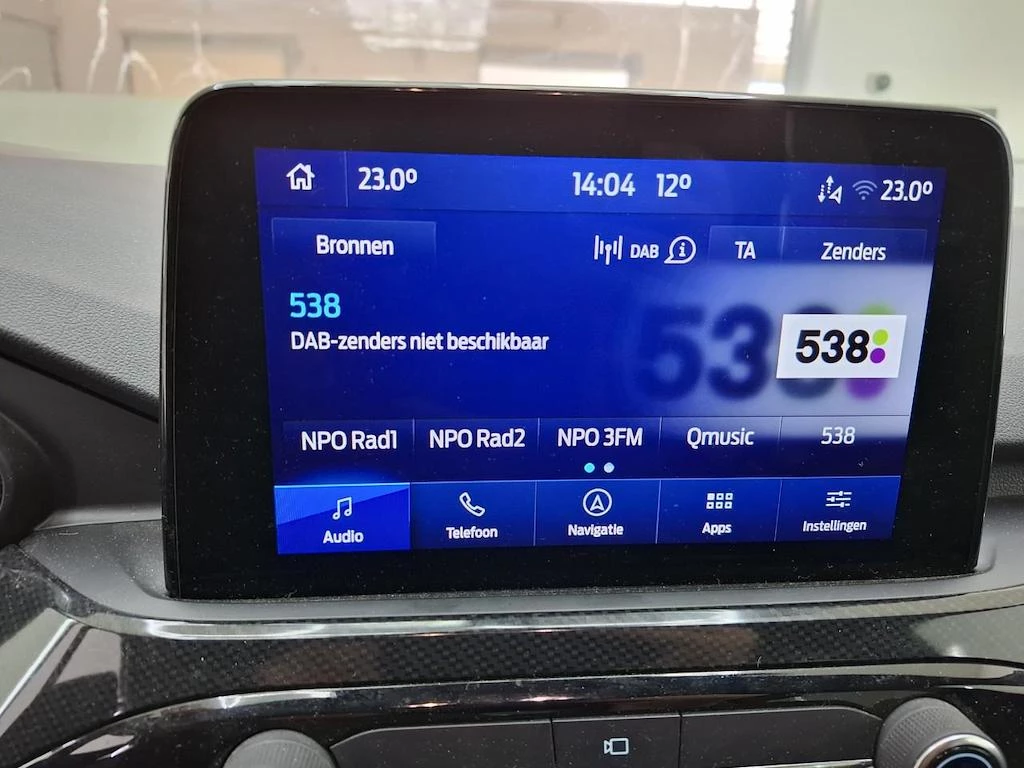 23.0° 14:04 12° 23.0°
Bronnen DAB TA Zenders
538
DAB-zenders niet beschikbaar
538
538
NPO Rad1 NPO Rad2 NPO 3FM Qmusic 538
Audio Telefoon Navigatie Apps Instellingen